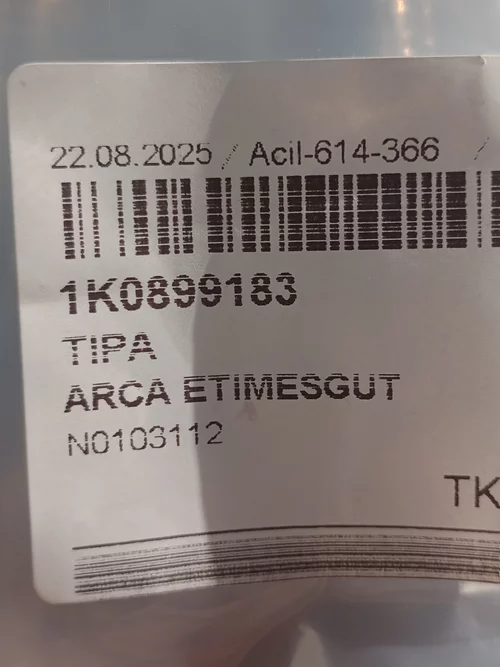 22.08.2025 / Acil-614-366 /
1K0899183
TIPA
ARCA ETIMESGUT
N0103112
TK